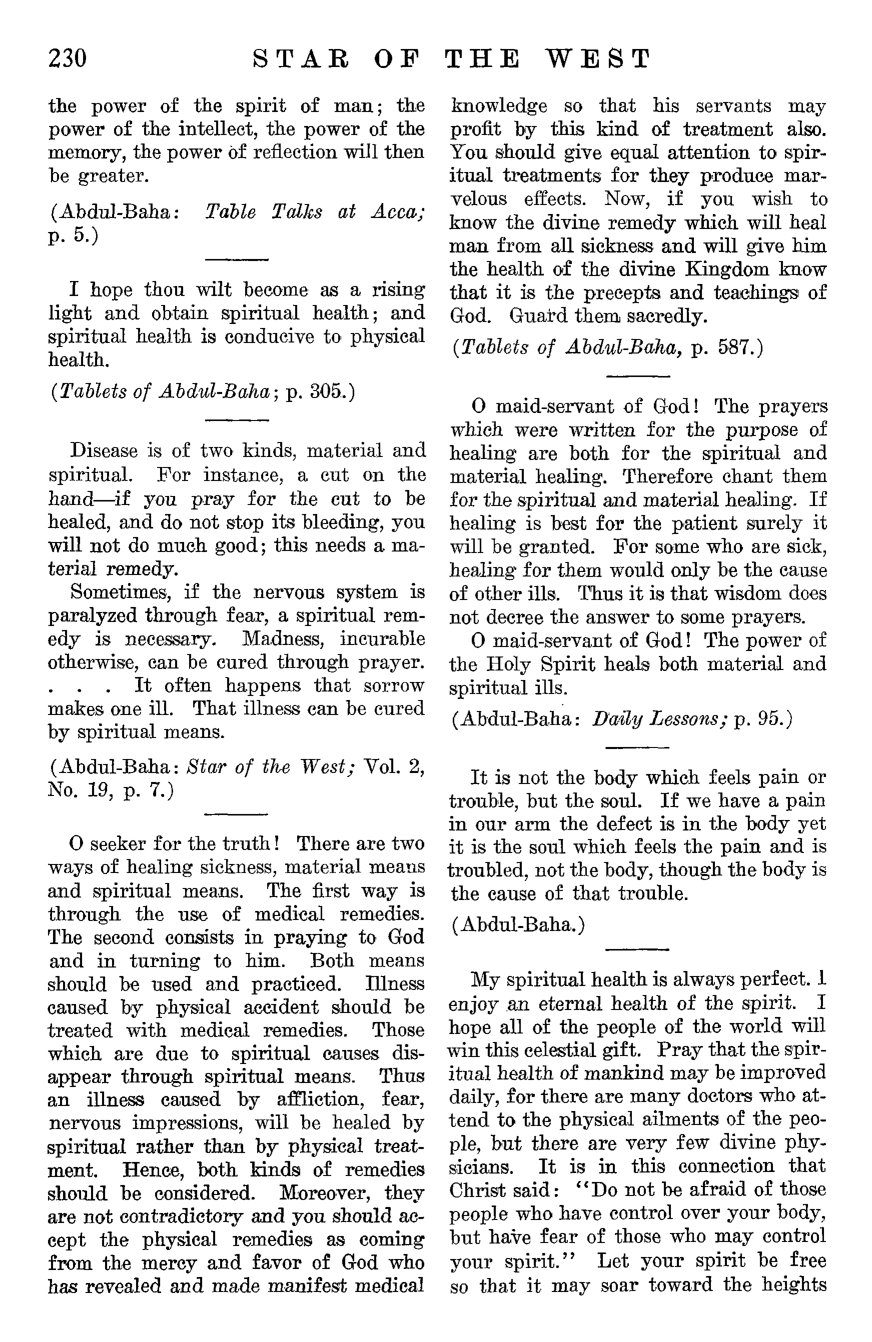 230 STAR OF THE WEST
the power of the spirit of man; the
power of the intellect, the power of the
memory, the power of reflection will then
be greater.
(Abdul-Baha: Table Talks at Acca;
p. 5.)
I hope thou wilt become as a rising
light and obtain spiritual health; and
spiritual health is conducive to physical
health.
(Tablets of Abdul-Baha; p. 305.)
Disease is of two kinds, material and
spiritual. For instance, a cut on the
hand—if you pray for the cut to be
healed, and do not stop its bleeding, you
will not do much good; this needs a ma-
terial remedy.
Sometimes, if the nervous system is
paralyzed through fear, a spiritual rem-
edy is necessary. Madness, incurable
otherwise, can be cured through prayer.
. . . It often happens that sorrow
makes one ill. That illness can be cured
by spiritual means.
(Abdul-Baha: Star of the West; Vol. 2,
No. 19, p. 7.)
O seeker for the truth! There are two
ways of healing sickness, material means
and spiritual means. The first way is
through the use of medical remedies.
The second consists in praying to God
and in turning to him. Both means
should be used and practiced. Illness
caused by physical accident should be
treated with medical remedies. Those
which are due to spiritual causes dis-
appear through spiritual means. Thus
an illness caused by affliction, fear,
nervous impressions, will be healed by
spiritual rather than by physical treat-
ment. Hence, both kinds of remedies
should be considered. Moreover, they
are not contradictory and you should ac-
cept the physical remedies as coming
from the mercy and favor of God who
has revealed and made manifest medical
knowledge so that his servants may
profit by this kind of treatment also.
You should give equal attention to spir-
itual treatments for they produce mar-
velous effects. Now, if you wish to
know the divine remedy which will heal
man from all sickness and will give him
the health of the divine Kingdom know
that it is the precepts and teachings of
God. Guard them sacredly.
(Tablets of Abdul-Baha, p. 587.)
O maid-servant of God! The prayers
which were written for the purpose of
healing are both for the spiritual and
material healing. Therefore chant them
for the spiritual and material healing. If
healing is best for the patient surely it
will be granted. For some who are sick,
healing for them would only be the cause
of other ills. Thus it is that wisdom does
not decree the answer to some prayers.
O maid-servant of God! The power of
the Holy Spirit heals both material and
spiritual ills.
(Abdul-Baha: Daily Lessons; p. 95.)
It is not the body which feels pain or
trouble, but the soul. If we have a pain
in our arm the defect is in the body yet
it is the soul which feels the pain and is
troubled, not the body, though the body is
the cause of that trouble.
(Abdul-Baha.)
My spiritual health is always perfect. I
enjoy an eternal health of the spirit. I
hope all of the people of the world will
win this celestial gift. Pray that the spir-
itual health of mankind may be improved
daily, for there are many doctors who at-
tend to the physical ailments of the peo-
ple, but there are very few divine phy-
sicians. It is in this connection that
Christ said: "Do not be afraid of those
people who have control over your body,
but have fear of those who may control
your spirit." Let your spirit be free
so that it may soar toward the heights